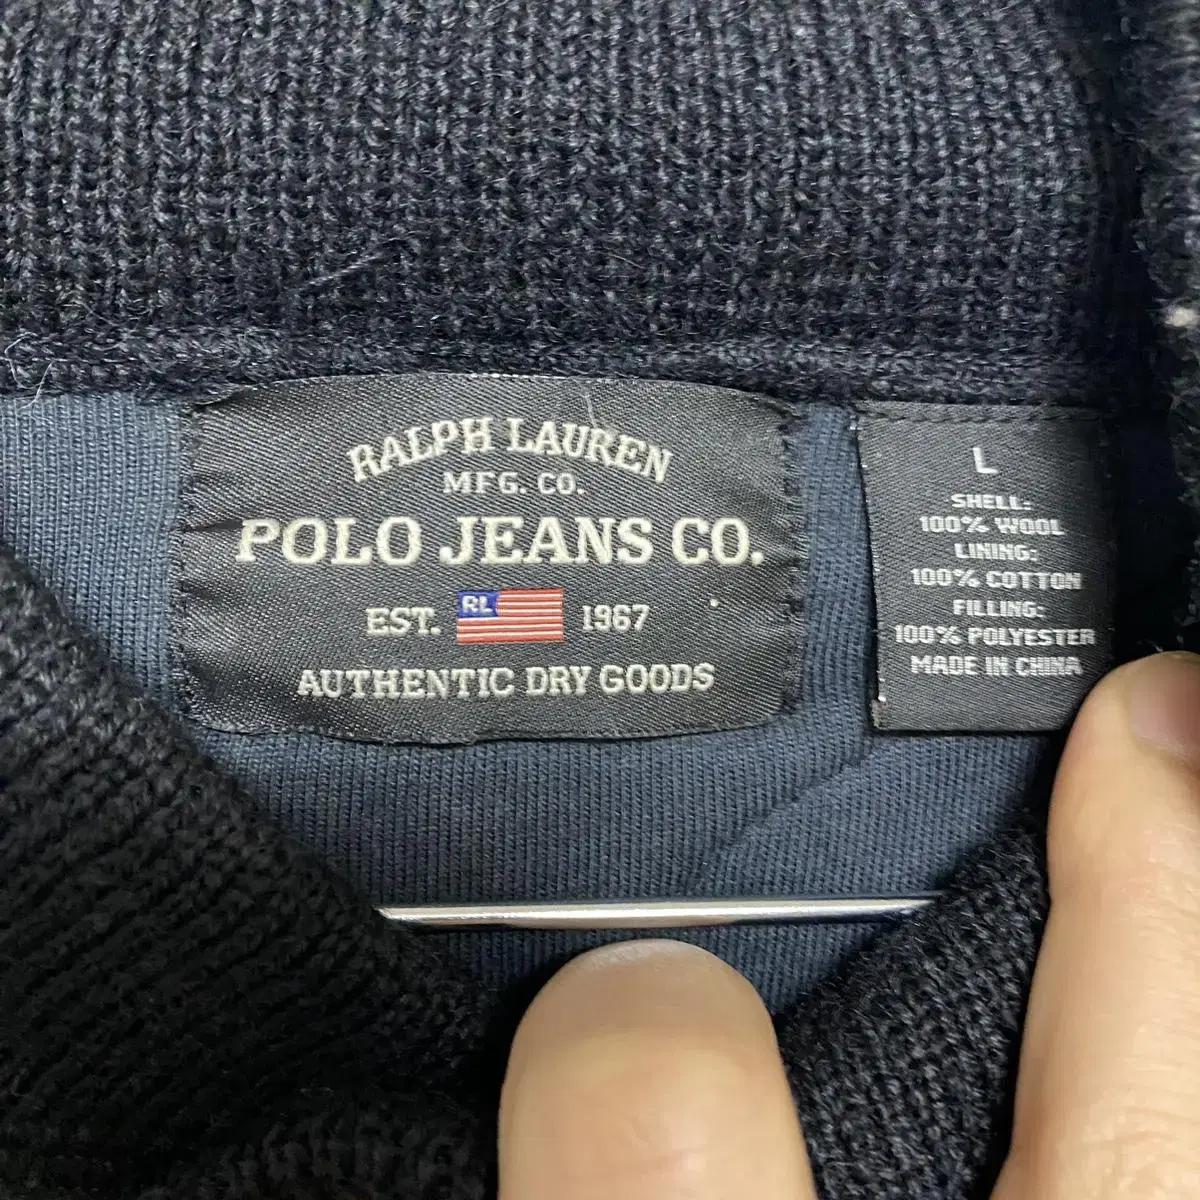 RALPH LAUREN
MFG. CO.
POLO JEANS CO.
EST. RL 1967
AUTHENTIC DRY GOODS
L
SHELL:
100% WOOL
LINING:
100% COTTON
FILLING:
100% POLYESTER
MADE IN CHINA